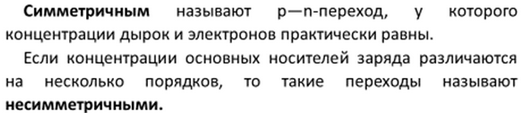 Симметричным называют p—n-переход, у которого
концентрации дырок и электронов практически равны.
Если концентрации основных носителей заряда различаются
на несколько порядков, то такие переходы называют
несимметричными.